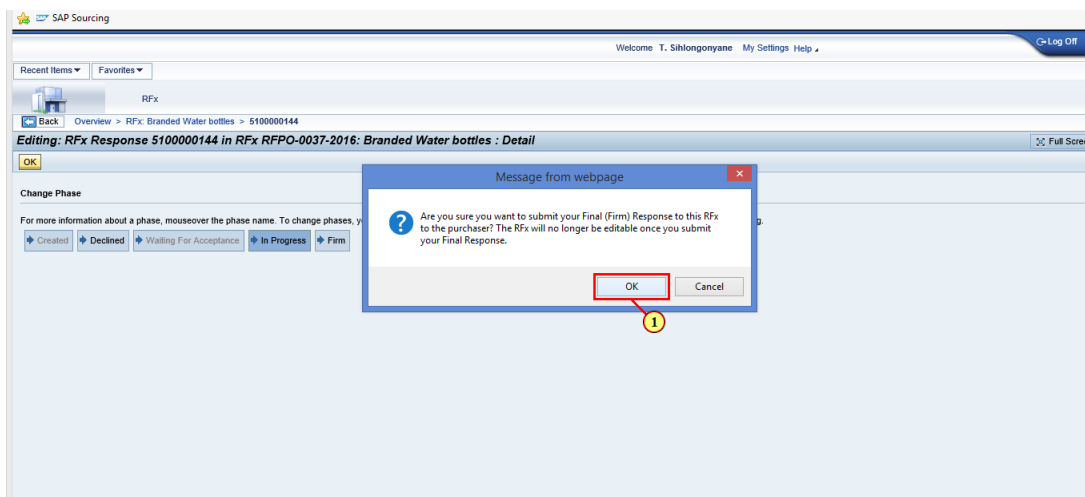 SAP Sourcing
Welcome T. Sihlongonyane My Settings Help
Log Off
Recent Items Favorites
RFx
Back Overview > RFx: Branded Water bottles > 5100000144
Editing: RFx Response 5100000144 in RFx RFPO-0037-2016: Branded Water bottles : Detail
Full Scre
OK
Message from webpage
Change Phase
Are you sure you want to submit your Final (Firm) Response to this RFx
to the purchaser? The RFx will no longer be editable once you submit
your Final Response.
For more information about a phase, mouseover the phase name. To change phases, y
g.
Created Declined Waiting For Acceptance In Progress Firm
OK Cancel
1